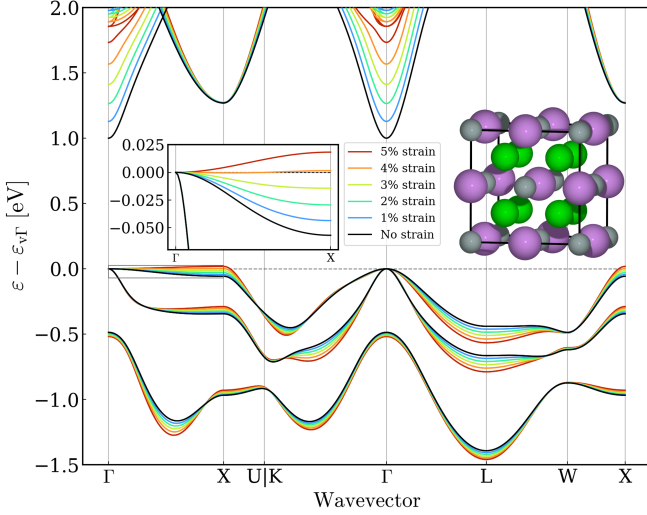 2.0
1.5
1.0
0.5
0.0
−0.5
−1.0
−1.5
ε − εvΓ [eV]
0.025
0.000
−0.025
−0.050
Γ X
5% strain
4% strain
3% strain
2% strain
1% strain
No strain
Γ X U|K Γ L W X
Wavevector